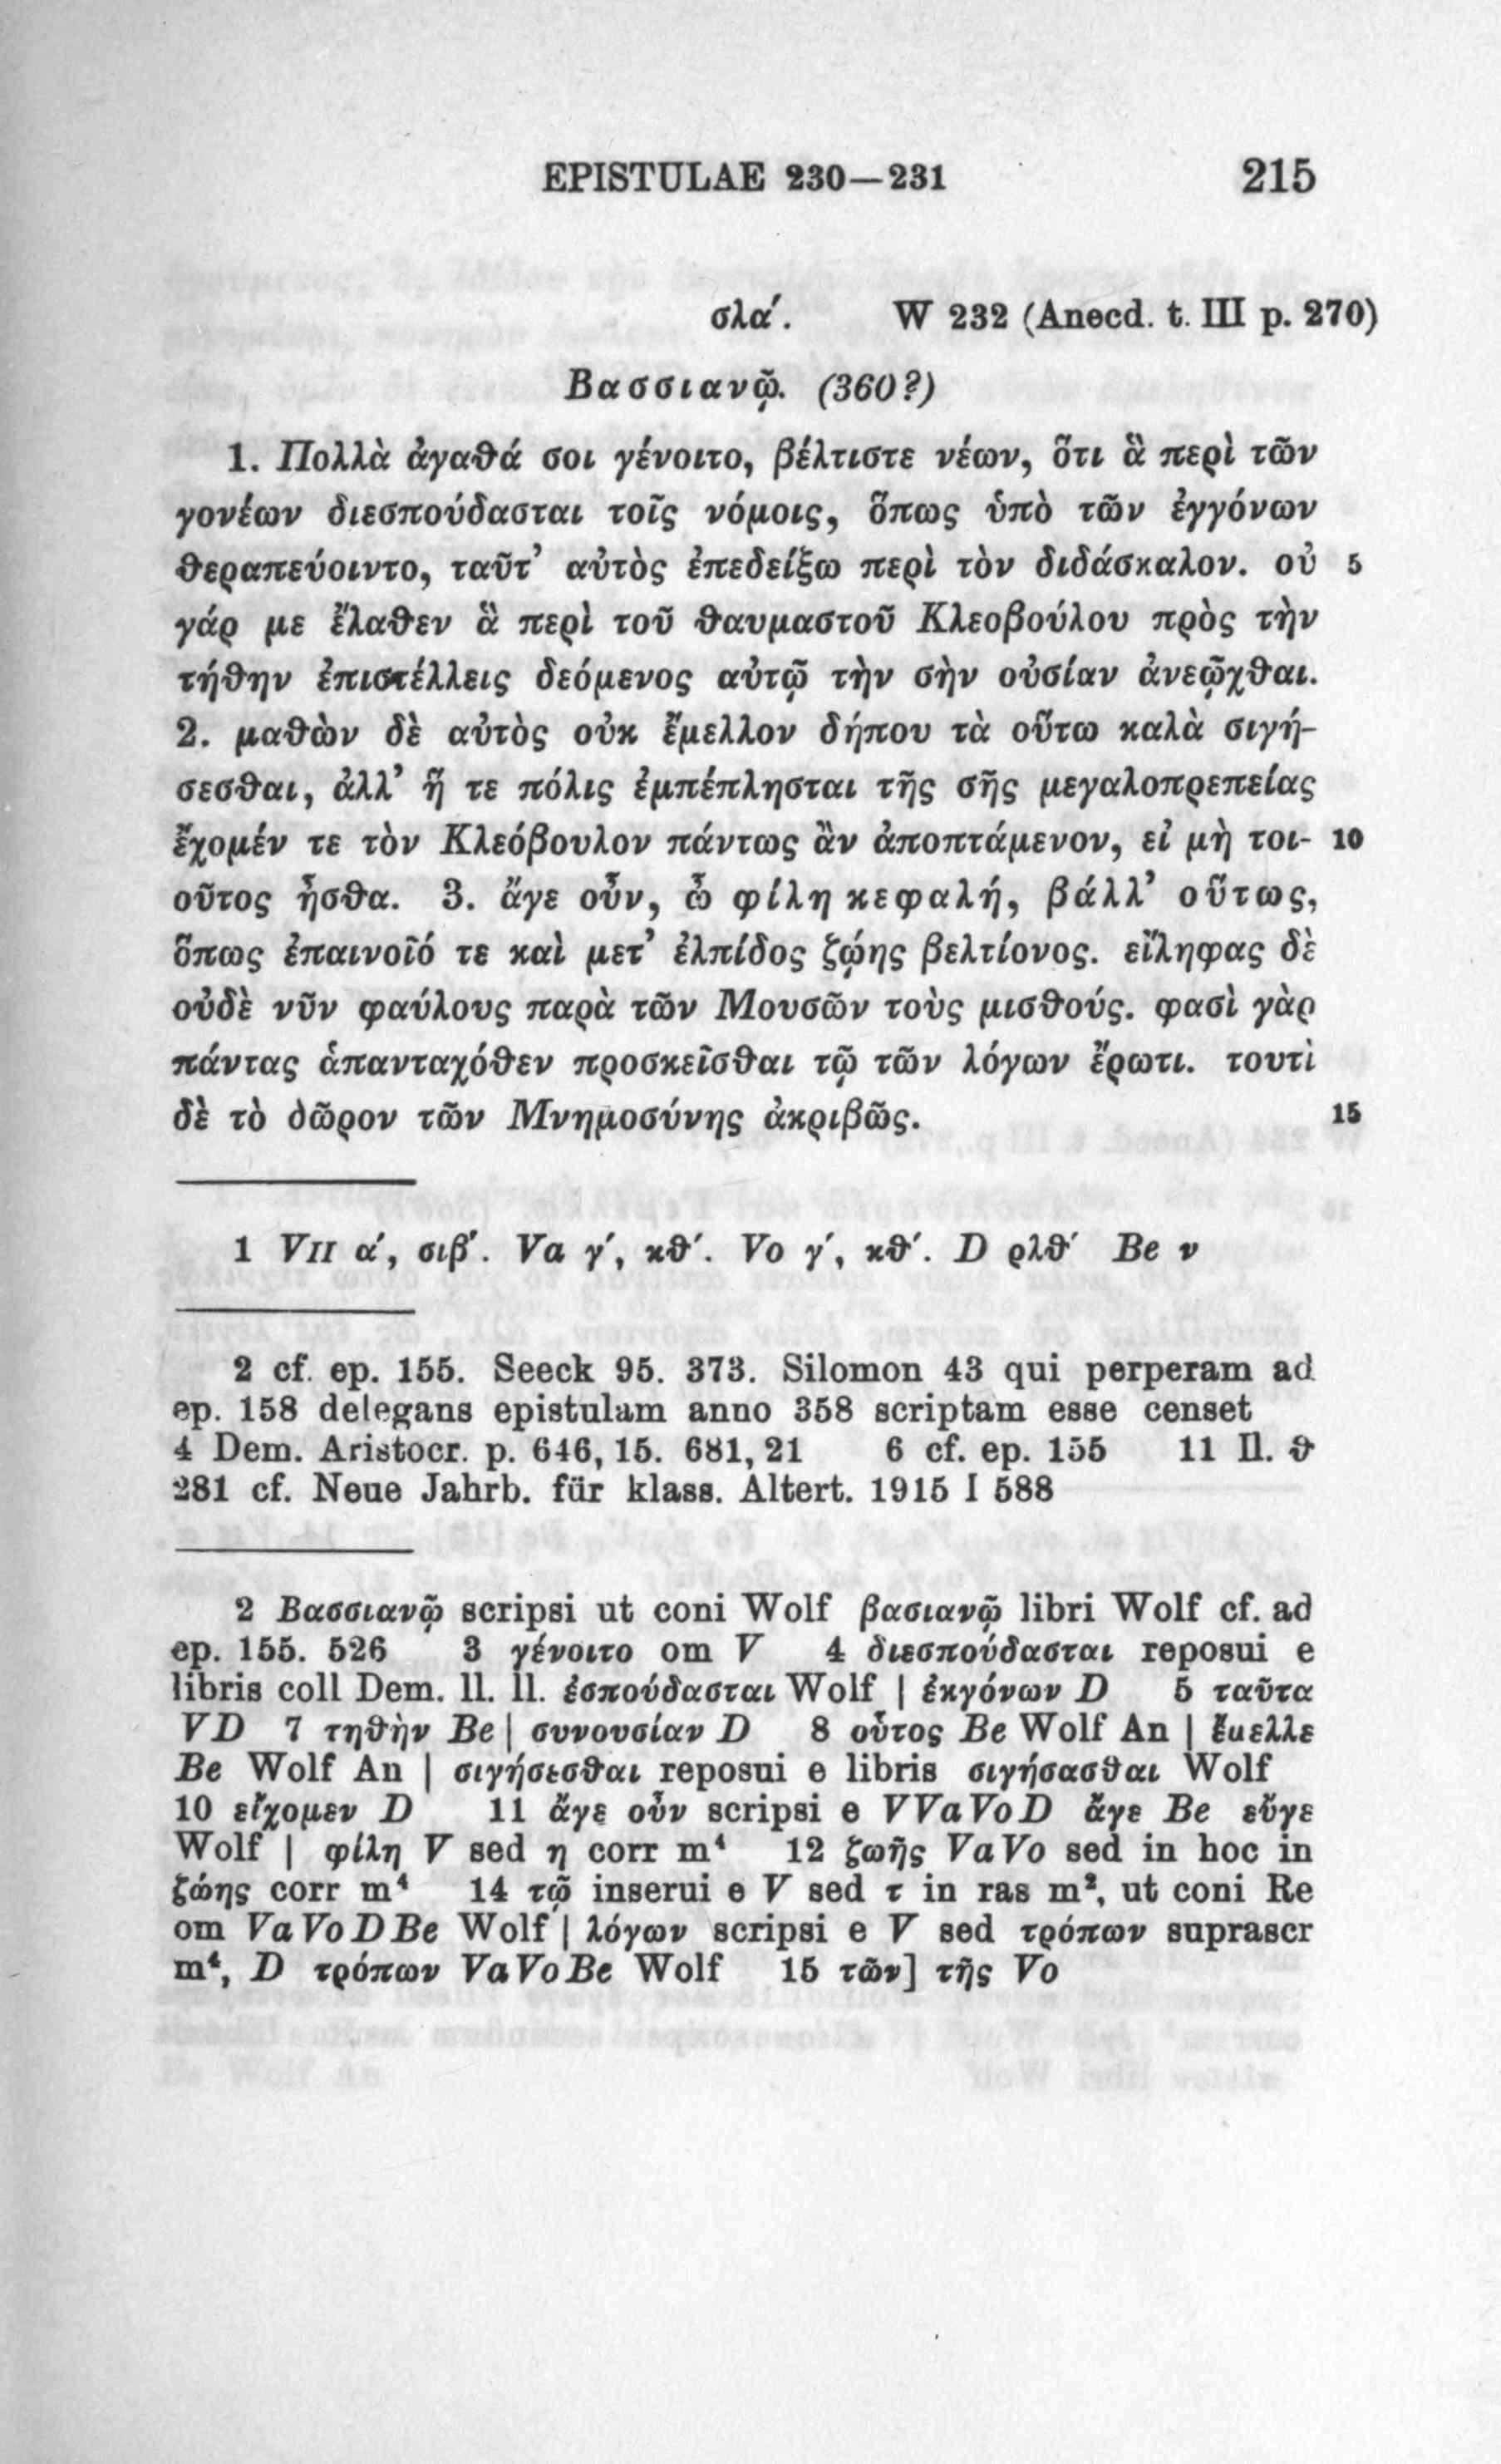 EPISTULAE 230—231 215
σλα΄. W 232 (Anecd. t. III p. 270)
Βασσιανῷ. (360?)
1. Πολλὰ ἀγαθά σοι γένοιτο, βέλτιστε νέων, ὅτι ἃ περὶ τῶν
γονέων διεσπούδασται τοῖς νόμοις, ὅπως ὑπὸ τῶν ἐγγόνων
θεραπεύοιντο, ταῦτ’ αὐτὸς ἐπεδείξω περὶ τὸν διδάσκαλον. οὐ 5
γάρ με ἔλαθεν ἃ περὶ τοῦ θαυμαστοῦ Κλεοβούλου πρὸς τὴν
τήθην ἐπιστέλλεις δεόμενος αὐτῷ τὴν σὴν οὐσίαν ἀνεῷχθαι.
2. μαθὼν δὲ αὐτὸς οὐκ ἔμελλον δήπου τὰ οὕτω καλὰ σιγή-
σεσθαι, ἀλλ’ ἥ τε πόλις ἐμπέπλησται τῆς σῆς μεγαλοπρεπείας
ἔχομέν τε τὸν Κλεόβουλον πάντως ἂν ἀποπτάμενον, εἰ μὴ τοι- 10
οῦτος ἦσθα. 3. ἄγε οὖν, ὦ φίλη κεφαλή, βάλλ’ οὕτως,
ὅπως ἐπαινοῖό τε καὶ μετ’ ἐλπίδος ζῴης βελτίονος. εἴληφας δὲ
οὐδὲ νῦν φαύλους παρὰ τῶν Μουσῶν τοὺς μισθούς. φασὶ γὰρ
πάντας ἁπανταχόθεν προσκεῖσθαι τῷ τῶν λόγων ἔρωτι. τουτὶ
δὲ τὸ δῶρον τῶν Μνημοσύνης ἀκριβῶς. 15
1 VII α΄, σιβ΄. Va γ΄, κθ΄. Vo γ΄, κθ΄. D ρλθ΄ Be ν
2 cf. ep. 155. Seeck 95. 373. Silomon 43 qui perperam ad
ep. 158 delegans epistulam anno 358 scriptam esse censet
4 Dem. Aristocr. p. 646, 15. 681, 21 6 cf. ep. 155 11 Il. θ
281 cf. Neue Jahrb. für klass. Altert. 1915 I 588
2 Βασσιανῷ scripsi ut coni Wolf βασιανῷ libri Wolf cf. ad
ep. 155. 526 3 γένοιτο om V 4 διεσπούδασται reposui e
libris coll Dem. ll. ll. ἐσπούδασται Wolf | ἐκγόνων D 5 ταῦτα
VD 7 τηθὴν Be | συνουσίαν D 8 οὗτος Be Wolf An | ἔμελλε
Be Wolf An | σιγήσεσθαι reposui e libris σιγήσασθαι Wolf
10 εἴχομεν D 11 ἄγε οὖν scripsi e V Va Vo D ἄγε Be εὖγε
Wolf | φίλη V sed η corr m⁴ 12 ζωῆς Va Vo sed in hoc in
ζώης corr m⁴ 14 τῷ inserui e V sed τ in ras m², ut coni Re
om Va Vo D Be Wolf | λόγων scripsi e V sed τρόπων suprascr
m⁴, D τρόπων Va Vo Be Wolf 15 τῶν] τῆς Vo